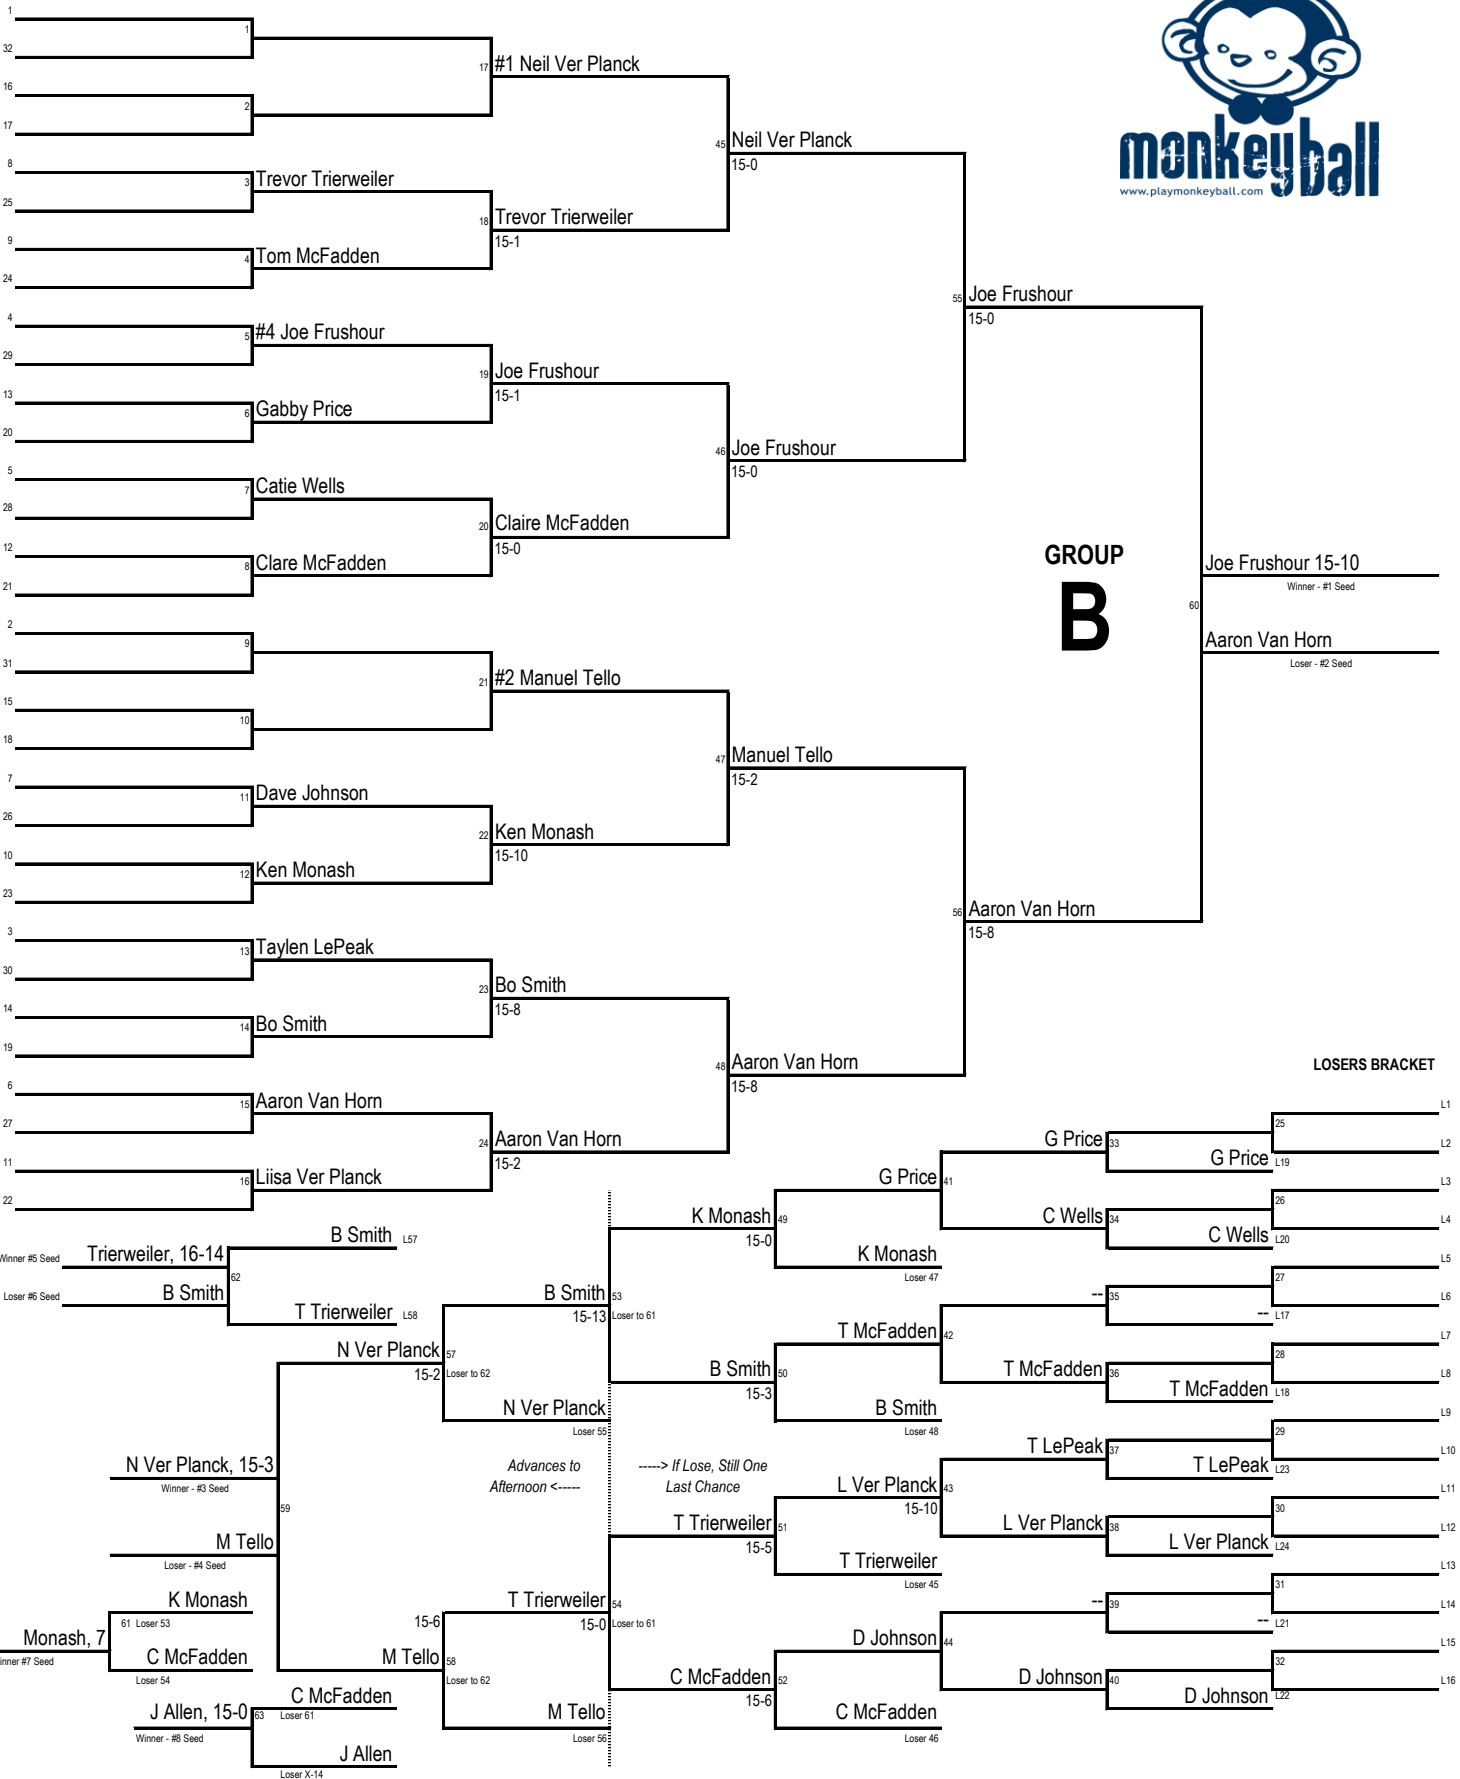 monkeyball
www.playmonkeyball.com
1
1
32
17 #1 Neil Ver Planck
16
2
17
45 Neil Ver Planck
15-0
8
3 Trevor Trierweiler
25
18 Trevor Trierweiler
15-1
9
4 Tom McFadden
24
55 Joe Frushour
15-0
4
5 #4 Joe Frushour
29
19 Joe Frushour
15-1
13
6 Gabby Price
20
46 Joe Frushour
15-0
5
7 Catie Wells
28
20 Claire McFadden
15-0
12
8 Clare McFadden
21
GROUP
B
Joe Frushour 15-10
Winner - #1 Seed
60
Aaron Van Horn
Loser - #2 Seed
2
9
31
21 #2 Manuel Tello
15
10
18
47 Manuel Tello
15-2
7
11 Dave Johnson
26
22 Ken Monash
15-10
10
12 Ken Monash
23
56 Aaron Van Horn
15-8
3
13 Taylen LePeak
30
23 Bo Smith
15-8
14
14 Bo Smith
19
48 Aaron Van Horn
15-8
6
15 Aaron Van Horn
27
24 Aaron Van Horn
15-2
11
16 Liisa Ver Planck
22
LOSERS BRACKET
L1
25
L2
G Price 33
G Price L19
L3
G Price 41
26
L4
C Wells 34
C Wells L20
K Monash 49
15-0
K Monash
Loser 47
L5
27
L6
-- 35
-- L17
L7
T McFadden 42
28
L8
T McFadden 36
T McFadden L18
B Smith 50
15-3
B Smith
Loser 48
L9
29
L10
T LePeak 37
T LePeak L23
L11
L Ver Planck 43
15-10
30
L12
L Ver Planck 38
L Ver Planck L24
T Trierweiler 51
15-5
T Trierweiler
Loser 45
L13
31
L14
-- 39
-- L21
L15
D Johnson 44
32
L16
D Johnson 40
D Johnson L22
C McFadden 52
15-6
C McFadden
Loser 46
B Smith L57
Winner #5 Seed Trierweiler, 16-14
62
Loser #6 Seed B Smith
T Trierweiler L58
B Smith 53
15-13 Loser to 61
N Ver Planck 57
15-2 Loser to 62
N Ver Planck
Loser 55
Advances to
Afternoon <-----
-----> If Lose, Still One
Last Chance
N Ver Planck, 15-3
Winner - #3 Seed
59
M Tello
Loser - #4 Seed
T Trierweiler 54
15-0 Loser to 61
15-6
M Tello 58
Loser to 62
M Tello
Loser 56
K Monash
61 Loser 53
Monash, 7
inner #7 Seed
C McFadden
Loser 54
C McFadden
Loser 61
J Allen, 15-0 63
Winner - #8 Seed
J Allen
Loser X-14